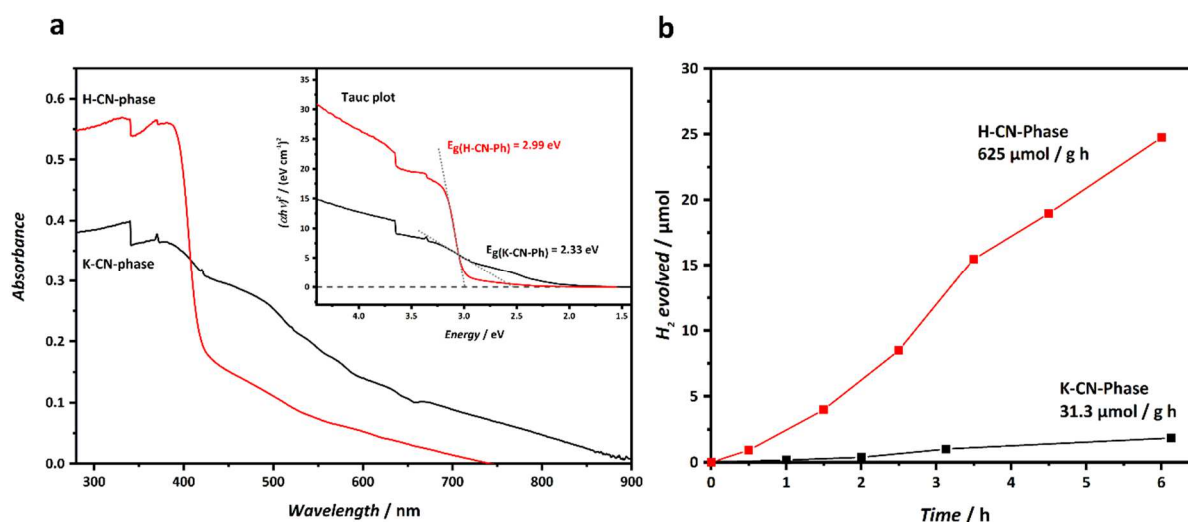 a
Absorbance
0.6
0.5
0.4
0.3
0.2
0.1
0.0
300
400
500
600
700
800
900
Wavelength / nm
H-CN-phase
K-CN-phase
Tauc plot
(αhν)² / (eV cm⁻¹)²
35
30
25
20
15
10
5
0
4.0
3.5
3.0
2.5
2.0
1.5
Energy / eV
Eg(H-CN-Ph) = 2.99 eV
Eg(K-CN-Ph) = 2.33 eV
b
H₂ evolved / µmol
30
25
20
15
10
5
0
0
1
2
3
4
5
6
Time / h
H-CN-Phase
625 µmol / g h
K-CN-Phase
31.3 µmol / g h